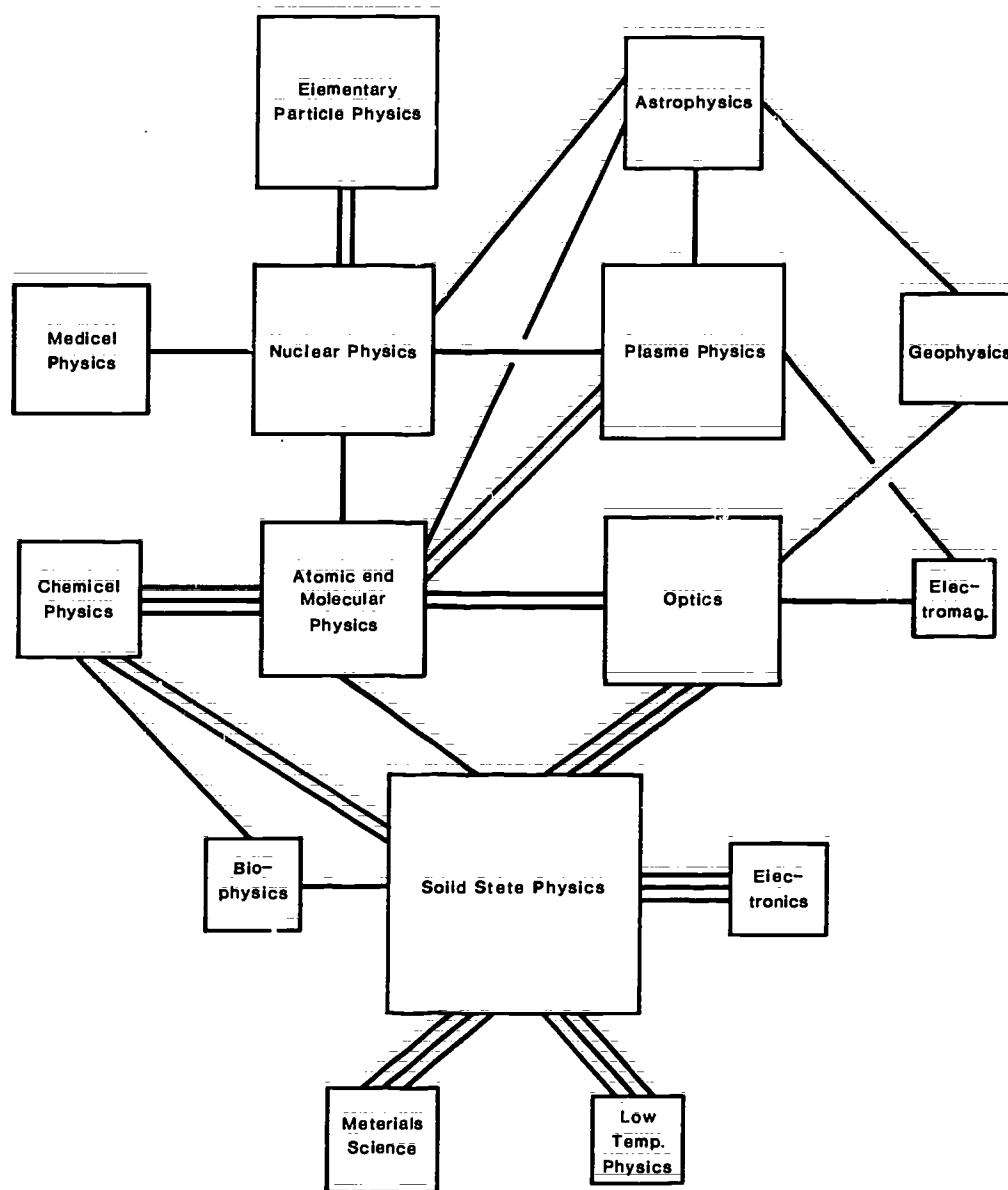 Elementary
Particle Physics
Astrophysics
Medicel
Physics
Nuclear Physics
Plasme Physics
Geophysics
Chemicel
Physics
Atomic end
Molecular
Physics
Optics
Elec-
tromag.
Bio-
physics
Soild Stete Physics
Elec-
tronics
Meterials
Science
Low
Temp.
Physics